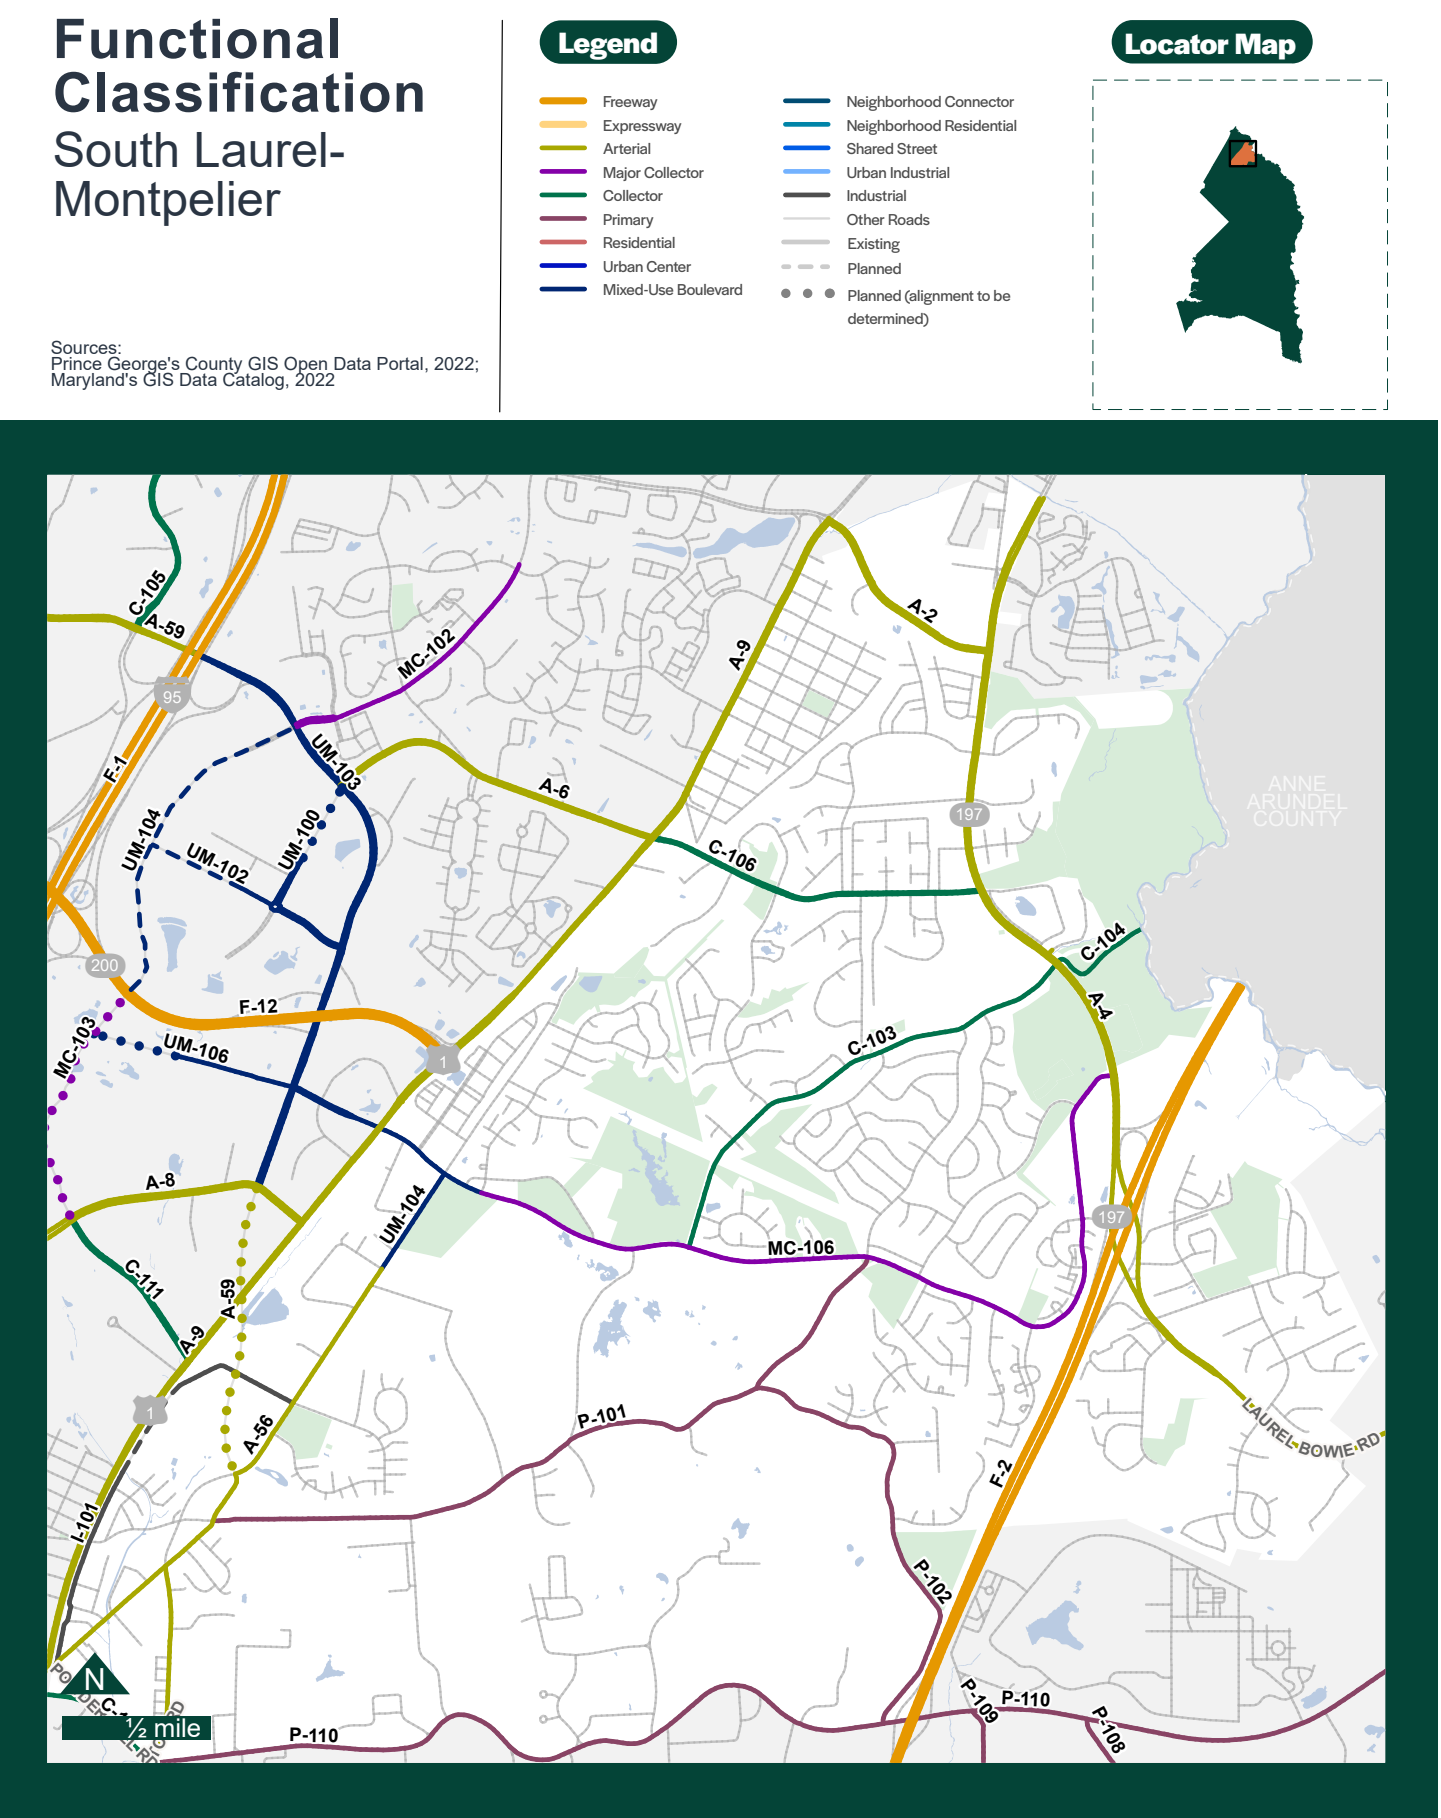 Functional
Classification
South Laurel-
Montpelier
Sources:
Prince George's County GIS Open Data Portal, 2022;
Maryland's GIS Data Catalog, 2022
Legend
Freeway
Expressway
Arterial
Major Collector
Collector
Primary
Residential
Urban Center
Mixed-Use Boulevard
Neighborhood Connector
Neighborhood Residential
Shared Street
Urban Industrial
Industrial
Other Roads
Existing
Planned
Planned (alignment to be
determined)
Locator Map
C-105
A-59
MC-102
A-2
A-9
95
UM-103
F-1
A-6
ANNE
ARUNDEL
COUNTY
197
UM-100
UM-104
UM-102
C-106
C-104
200
F-12
A-4
MC-103
UM-106
C-103
1
A-8
UM-104
197
MC-106
C-111
A-59
A-9
1
P-101
LAUREL BOWIE RD
A-56
F-2
I-101
P-102
N
½ mile
P-110
P-109
P-110
P-108